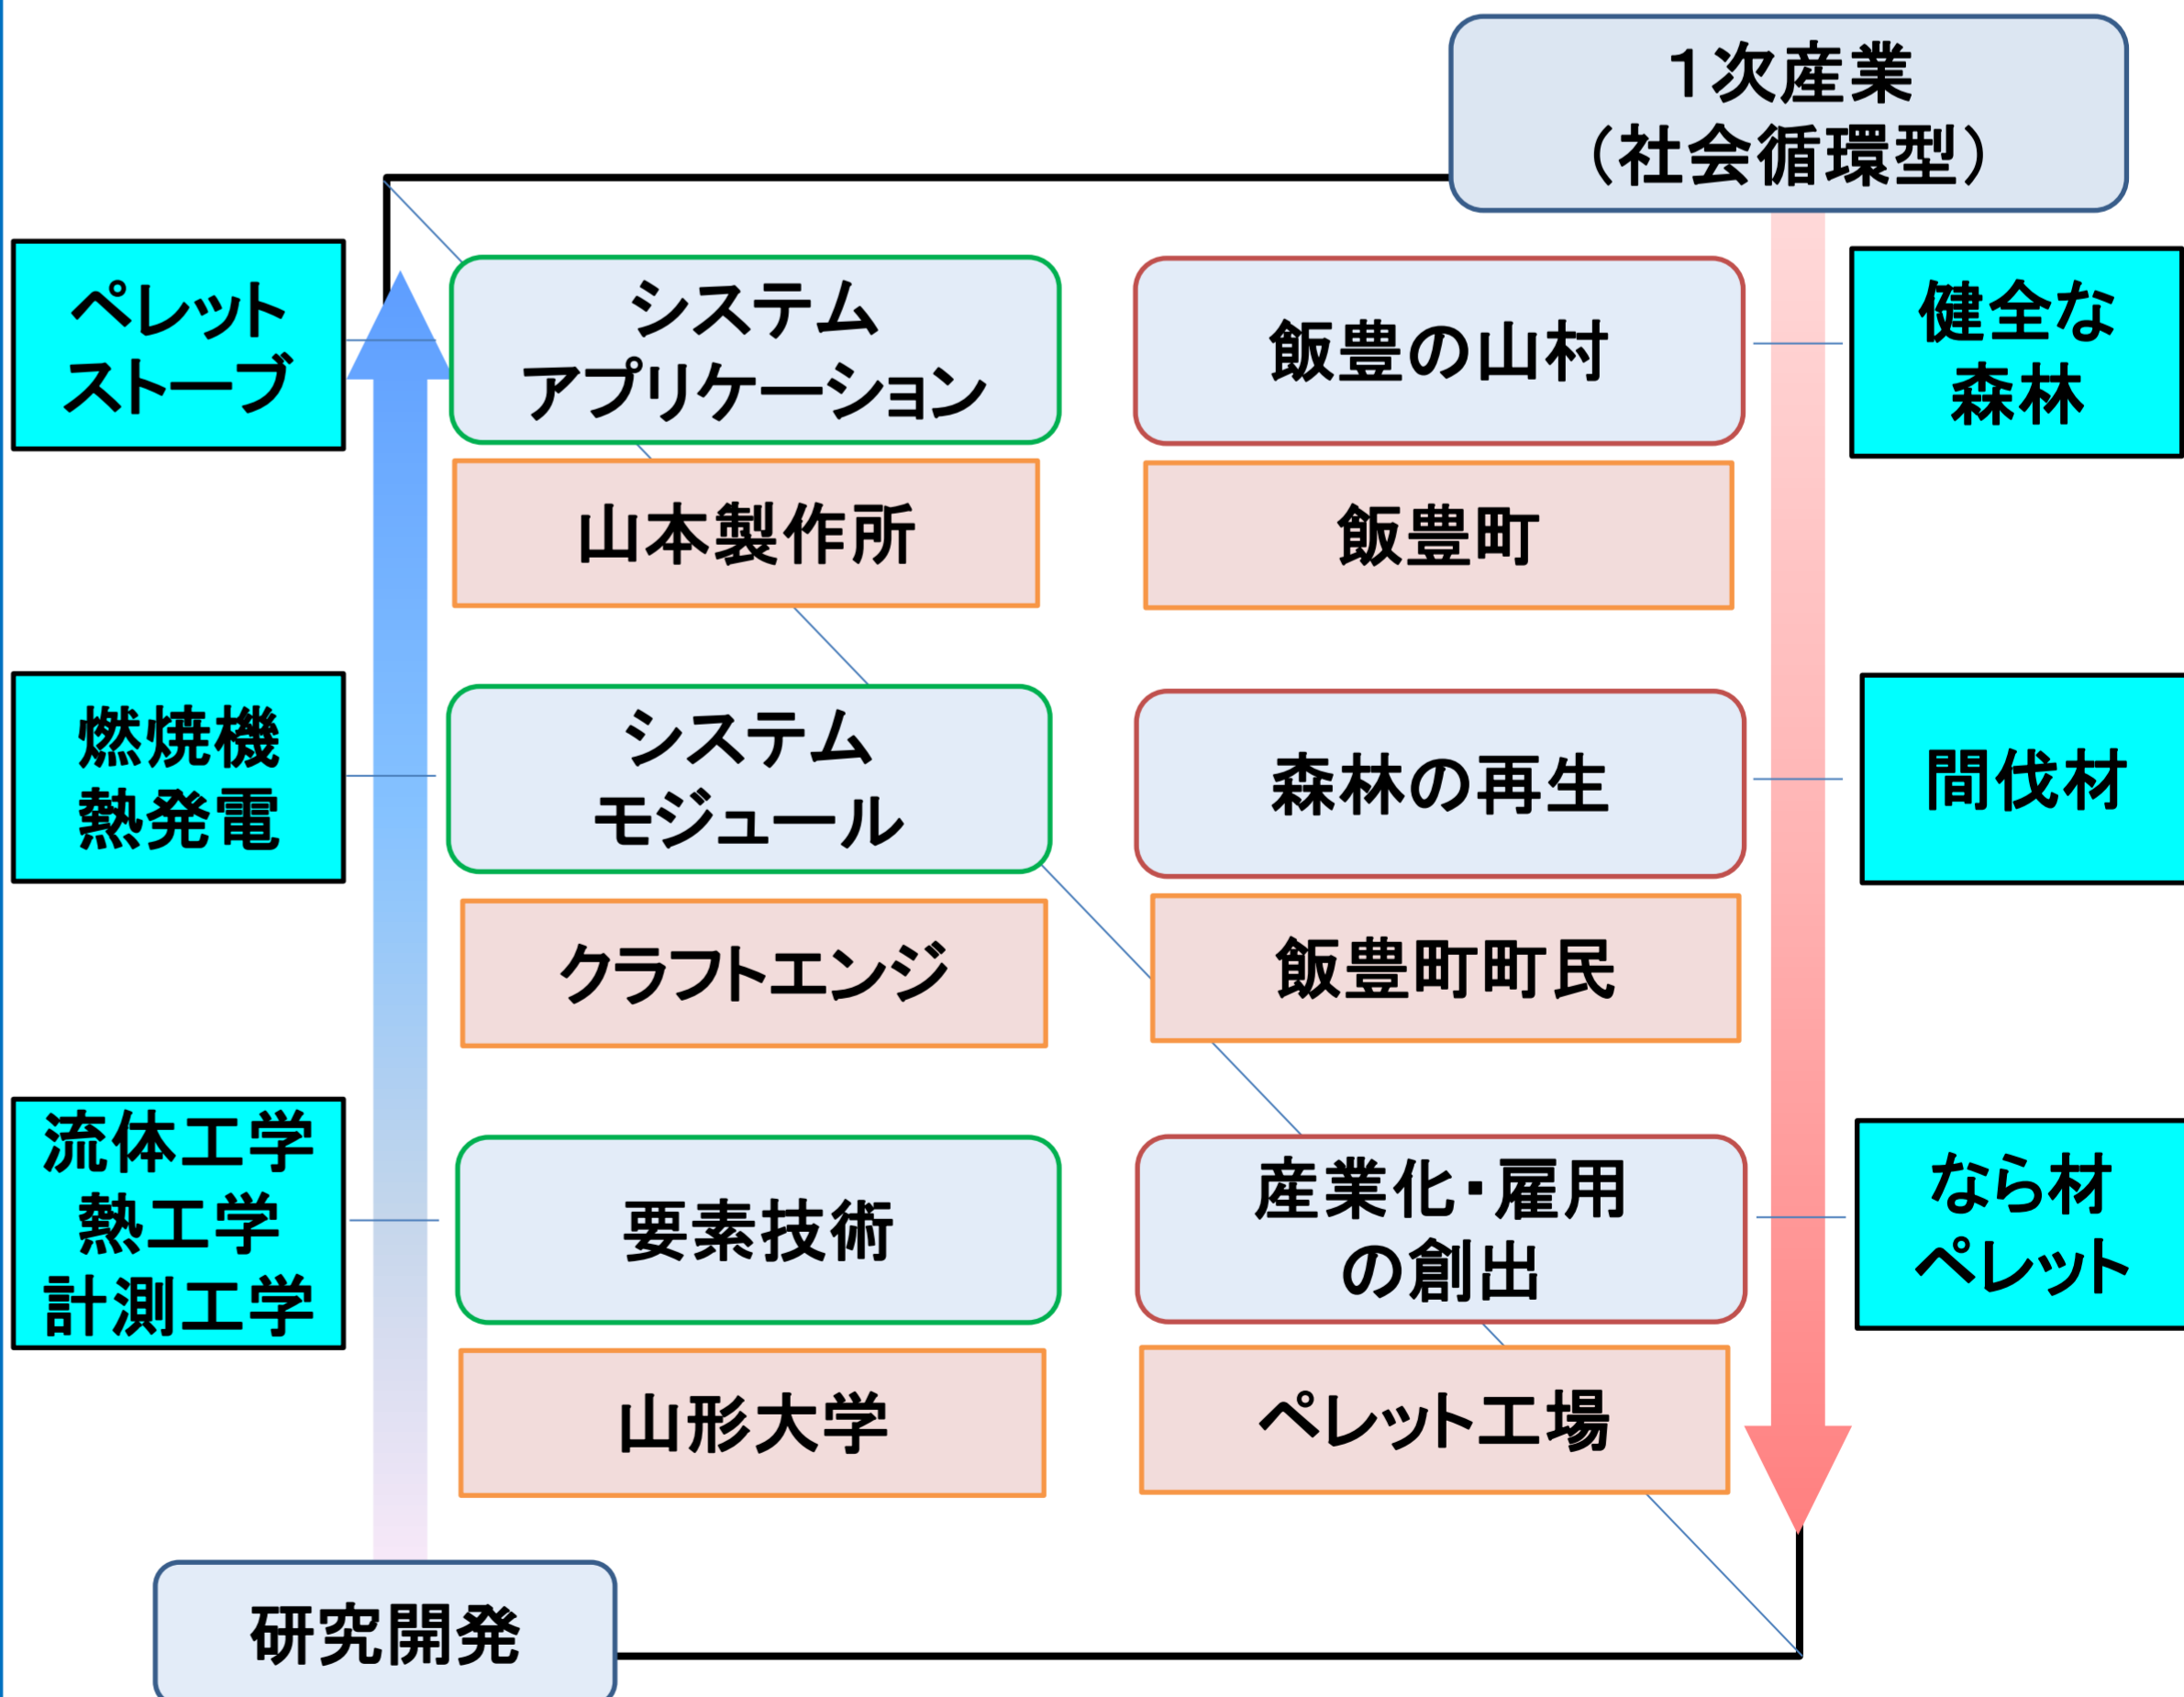 1次産業
(社会循環型)
ペレット
ストーブ
システム
アプリケーション
飯豊の山村
健全な
森林
山本製作所
飯豊町
燃焼機
熱発電
システム
モジュール
森林の再生
間伐材
クラフトエンジ
飯豊町町民
流体工学
熱工学
計測工学
要素技術
産業化・雇用
の創出
なら材
ペレット
山形大学
ペレット工場
研究開発